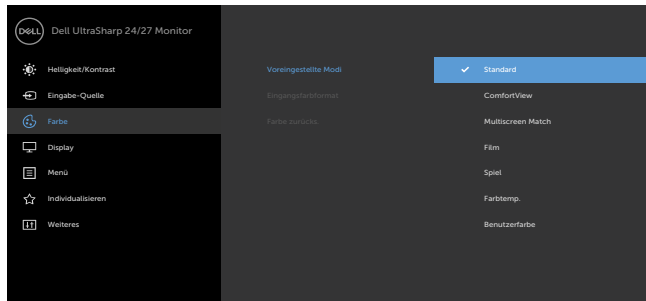 DELL Dell UltraSharp 24/27 Monitor
Helligkeit/Kontrast
Eingabe-Quelle
Farbe
Display
Menü
Individualisieren
Weiteres
Voreingestellte Modi
Eingangsfarbformat
Farbe zurücks.
Standard
ComfortView
Multiscreen Match
Film
Spiel
Farbtemp.
Benutzerfarbe